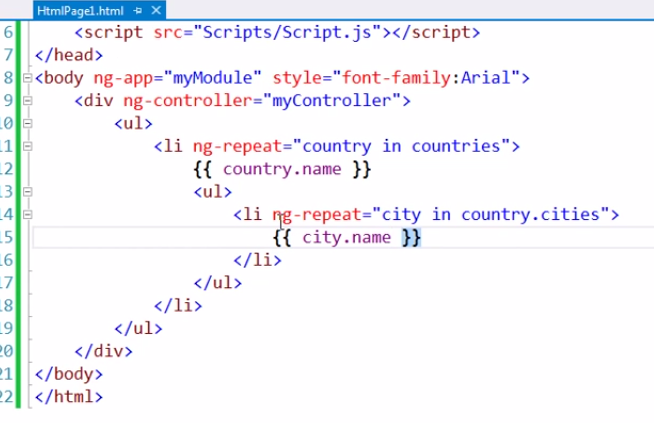 HtmlPage1.html
6 <script src="Scripts/Script.js"></script>
7 </head>
8 <body ng-app="myModule" style="font-family:Arial">
9 <div ng-controller="myController">
10 <ul>
11 <li ng-repeat="country in countries">
12 {{ country.name }}
13 <ul>
14 <li ng-repeat="city in country.cities">
15 {{ city.name }}
16 </li>
17 </ul>
18 </li>
19 </ul>
20 </div>
21 </body>
22 </html>